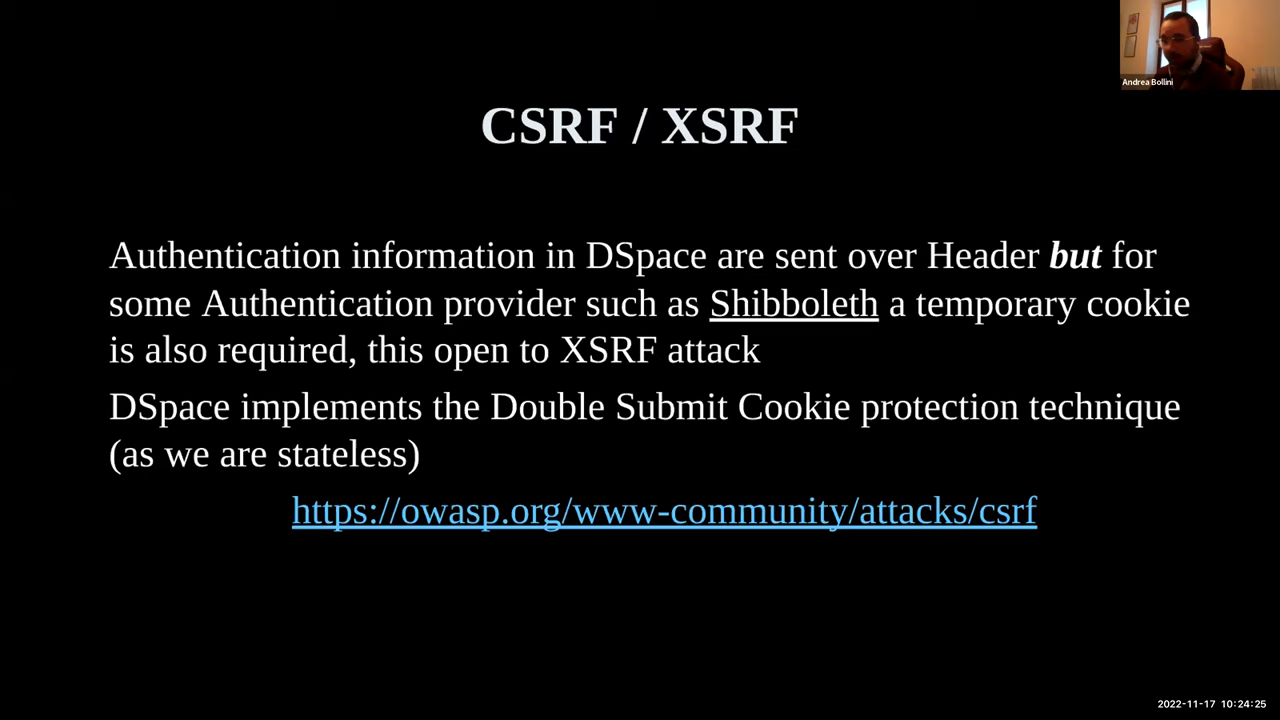 Andrea Bollini
CSRF / XSRF
Authentication information in DSpace are sent over Header but for
some Authentication provider such as Shibboleth a temporary cookie
is also required, this open to XSRF attack
DSpace implements the Double Submit Cookie protection technique
(as we are stateless)
https://owasp.org/www-community/attacks/csrf
2022-11-17 10:24:25